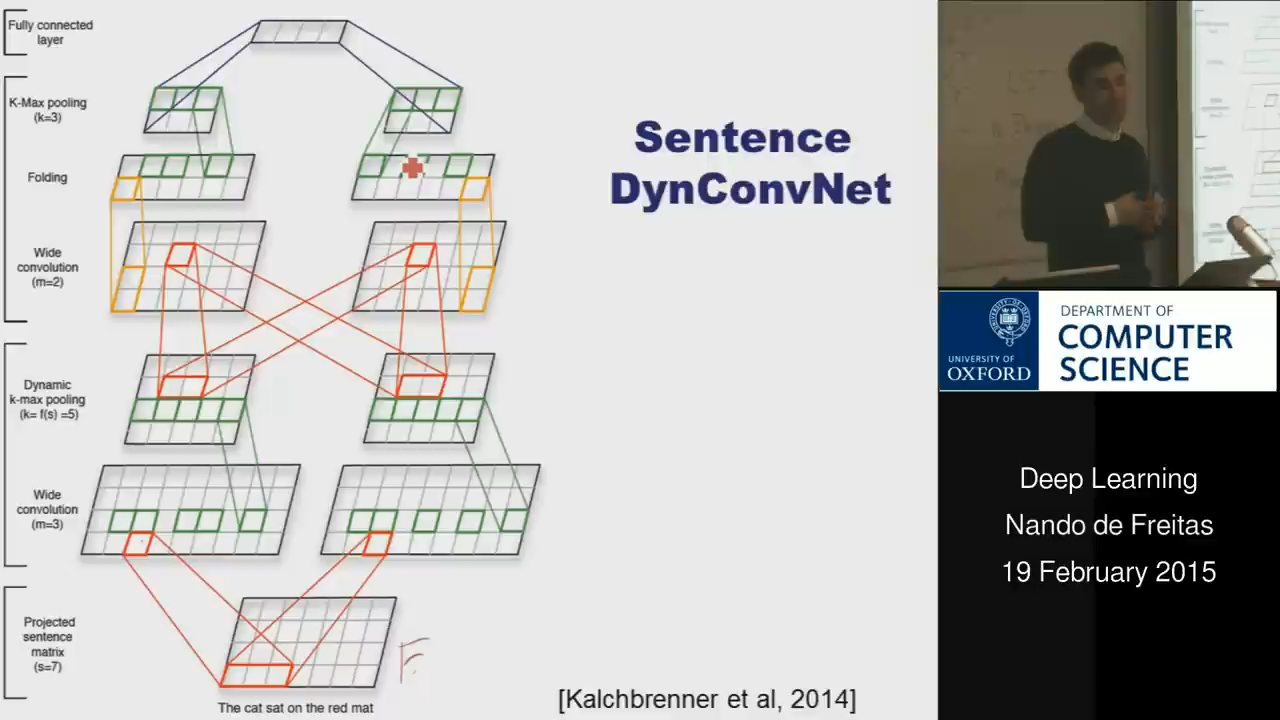 Fully connected
layer
K-Max pooling
(k=3)
Folding
Wide
convolution
(m=2)
Dynamic
k-max pooling
(k= f(s) =5)
Wide
convolution
(m=3)
Projected
sentence
matrix
(s=7)
The cat sat on the red mat
Sentence
DynConvNet
[Kalchbrenner et al, 2014]
UNIVERSITY OF
OXFORD
DEPARTMENT OF
COMPUTER
SCIENCE
Deep Learning
Nando de Freitas
19 February 2015